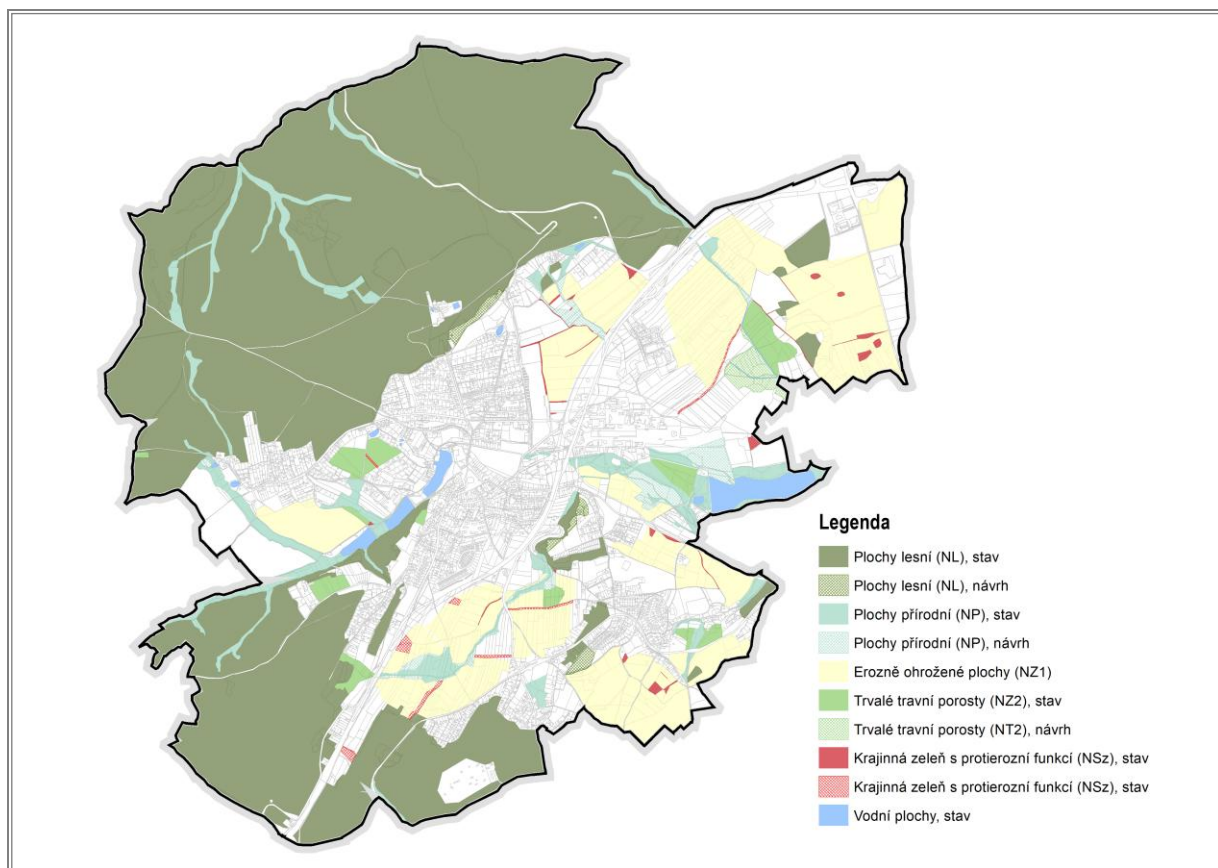 Legenda
Plochy lesní (NL), stav
Plochy lesní (NL), návrh
Plochy přírodní (NP), stav
Plochy přírodní (NP), návrh
Erozně ohrožené plochy (NZ1)
Trvalé travní porosty (NZ2), stav
Trvalé travní porosty (NT2), návrh
Krajinná zeleň s protierozní funkcí (NSz), stav
Krajinná zeleň s protierozní funkcí (NSz), stav
Vodní plochy, stav